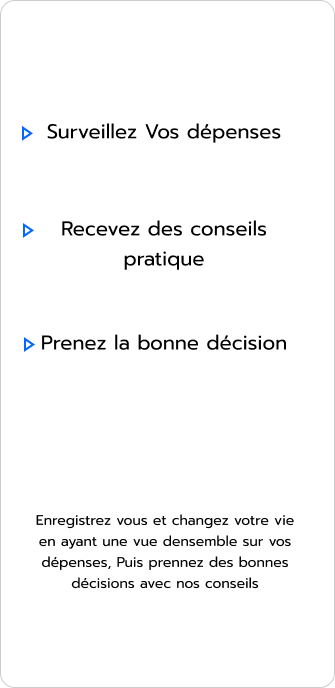 Surveillez Vos dépenses
Recevez des conseils
pratique
Prenez la bonne décision
Enregistrez vous et changez votre vie
en ayant une vue densemble sur vos
dépenses, Puis prennez des bonnes
décisions avec nos conseils